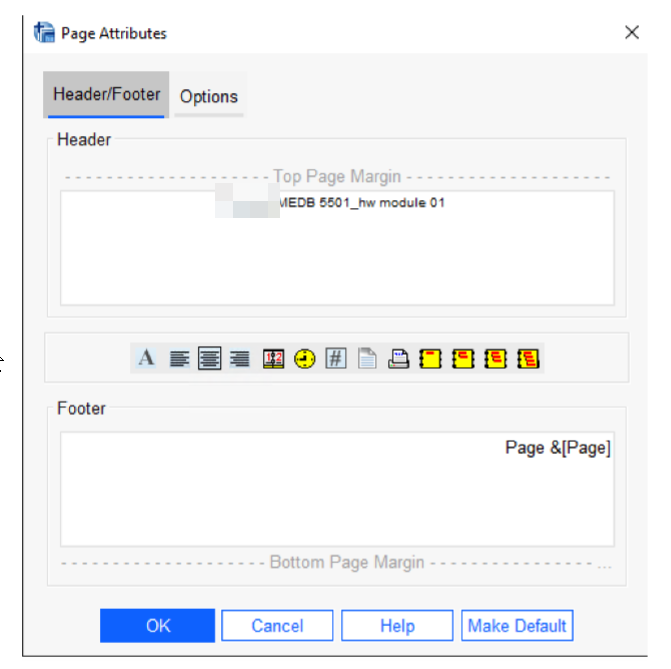 Page Attributes
Header/Footer
Options
Header
Top Page Margin
MEDB 5501_hw module 01
A
12
#
Footer
Page &[Page]
Bottom Page Margin
...
OK
Cancel
Help
Make Default